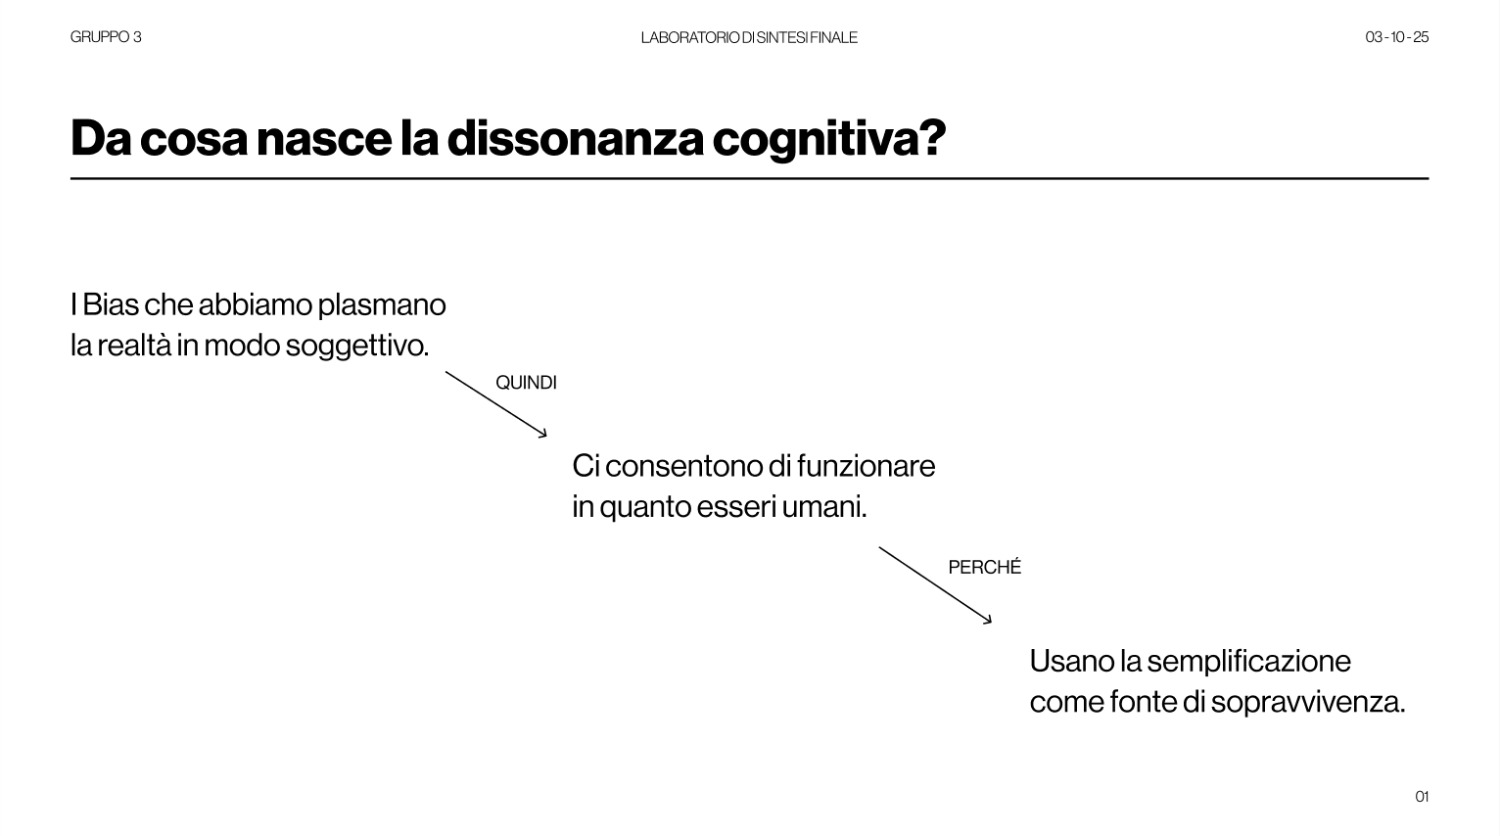 GRUPPO 3
LABORATORIO DI SINTESI FINALE
03-10-25
Da cosa nasce la dissonanza cognitiva?
I Bias che abbiamo plasmano
la realtà in modo soggettivo.
QUINDI
Ci consentono di funzionare
in quanto esseri umani.
PERCHÉ
Usano la semplificazione
come fonte di sopravvivenza.
01